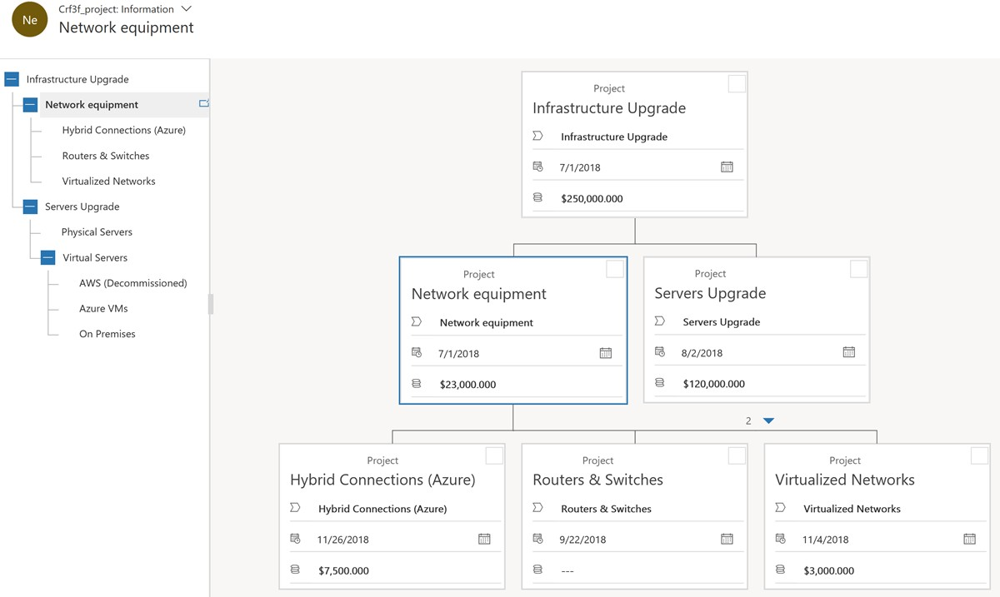 Ne
Crf3f_project: Information
Network equipment
Infrastructure Upgrade
Network equipment
Hybrid Connections (Azure)
Routers & Switches
Virtualized Networks
Servers Upgrade
Physical Servers
Virtual Servers
AWS (Decommissioned)
Azure VMs
On Premises
Project
Infrastructure Upgrade
Infrastructure Upgrade
7/1/2018
$250,000.000
Project
Network equipment
Network equipment
7/1/2018
$23,000.000
Project
Servers Upgrade
Servers Upgrade
8/2/2018
$120,000.000
2
Project
Hybrid Connections (Azure)
Hybrid Connections (Azure)
11/26/2018
$7,500.000
Project
Routers & Switches
Routers & Switches
9/22/2018
---
Project
Virtualized Networks
Virtualized Networks
11/4/2018
$3,000.000